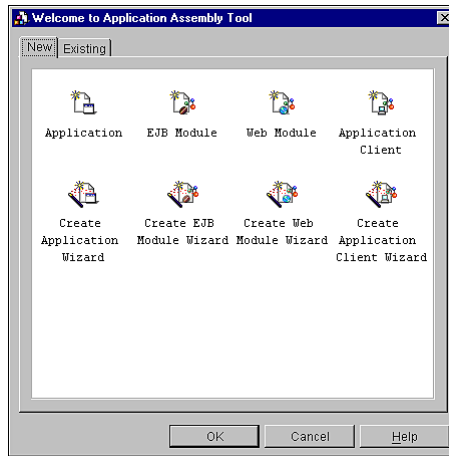 Welcome to Application Assembly Tool
New Existing
Application EJB Module Web Module Application
Client
Create Create EJB Create Web Create
Application Module Wizard Module Wizard Application
Wizard Client Wizard
OK Cancel Help